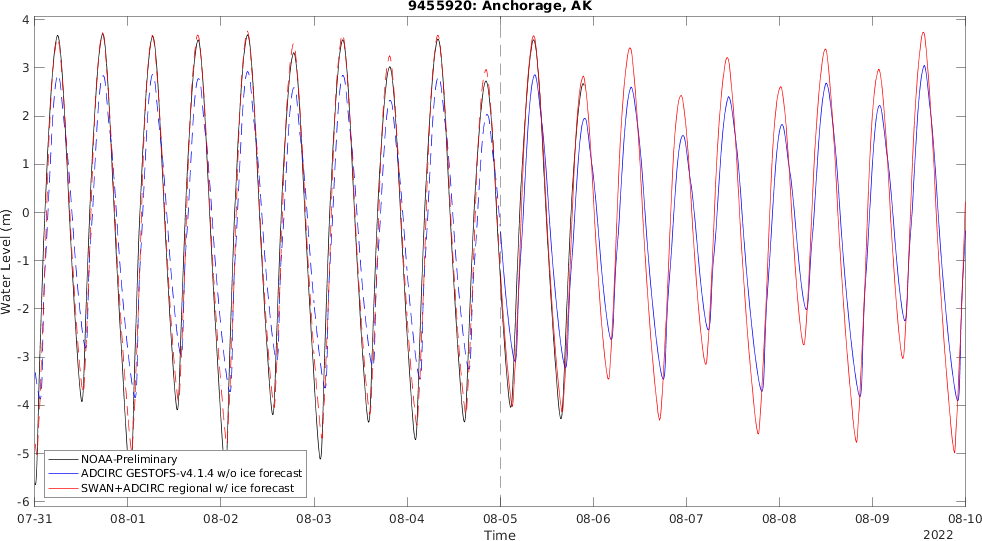 9455920: Anchorage, AK
4
3
2
1
0
-1
-2
-3
-4
-5
-6
Water Level (m)
NOAA-Preliminary
ADCIRC GESTOFS-v4.1.4 w/o ice forecast
SWAN+ADCIRC regional w/ ice forecast
07-31 08-01 08-02 08-03 08-04 08-05 08-06 08-07 08-08 08-09 08-10
Time
2022